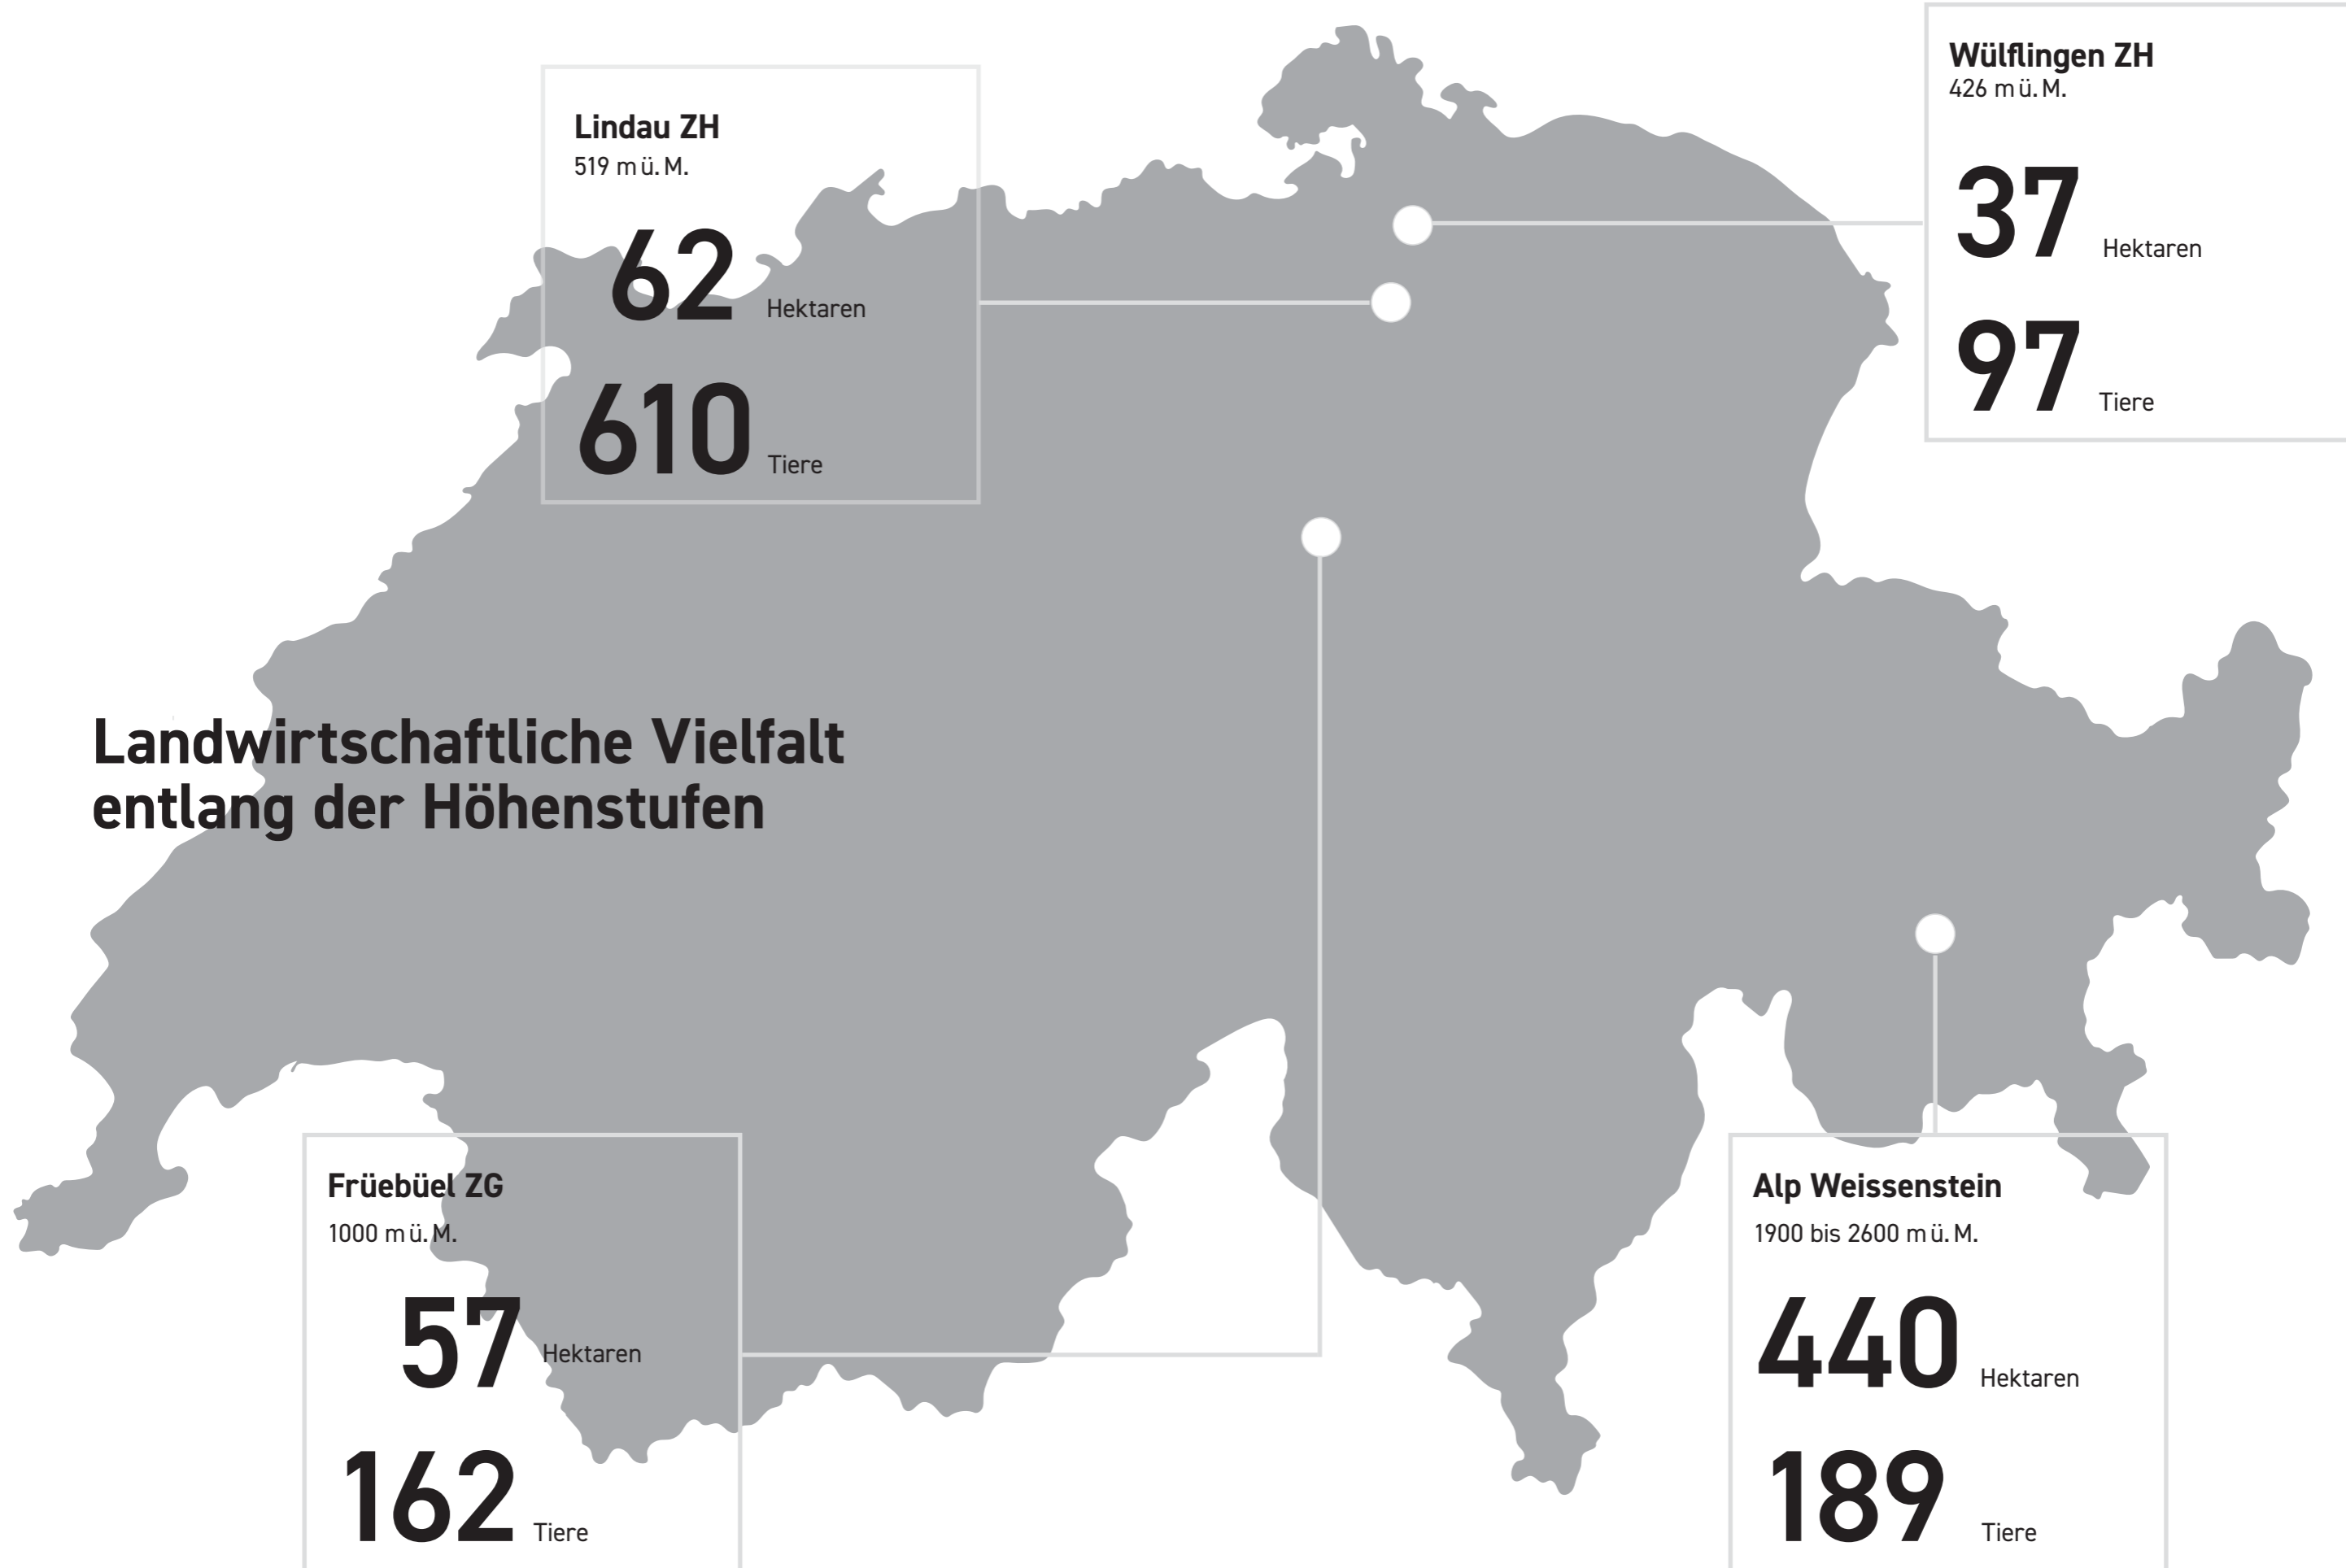 Wülflingen ZH
426 m ü. M.
37 Hektaren
97 Tiere
Lindau ZH
519 m ü. M.
62 Hektaren
610 Tiere
Landwirtschaftliche Vielfalt
entlang der Höhenstufen
Früebüel ZG
1000 m ü. M.
57 Hektaren
162 Tiere
Alp Weissenstein
1900 bis 2600 m ü. M.
440 Hektaren
189 Tiere